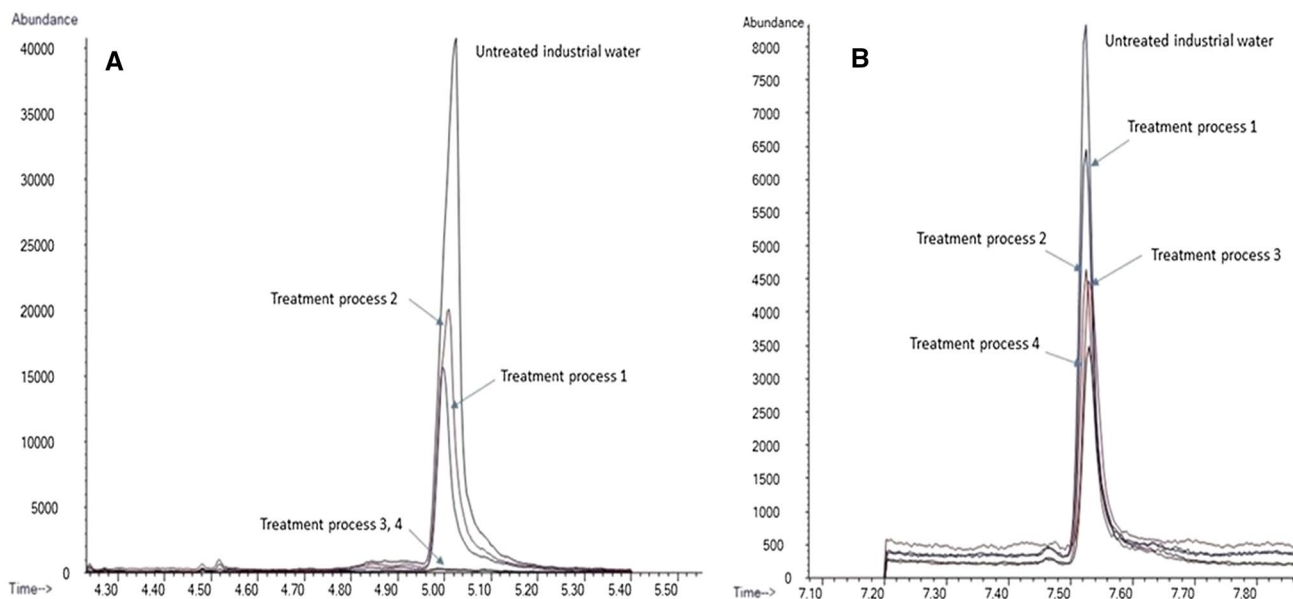 Abundance
A
40000
35000
30000
25000
20000
15000
10000
5000
0
Untreated industrial water
Treatment process 2
Treatment process 1
Treatment process 3, 4
Time-->
4.30 4.40 4.50 4.60 4.70 4.80 4.90 5.00 5.10 5.20 5.30 5.40 5.50
Abundance
B
8000
7500
7000
6500
6000
5500
5000
4500
4000
3500
3000
2500
2000
1500
1000
500
0
Untreated industrial water
Treatment process 1
Treatment process 2
Treatment process 3
Treatment process 4
Time-->
7.10 7.20 7.30 7.40 7.50 7.60 7.70 7.80